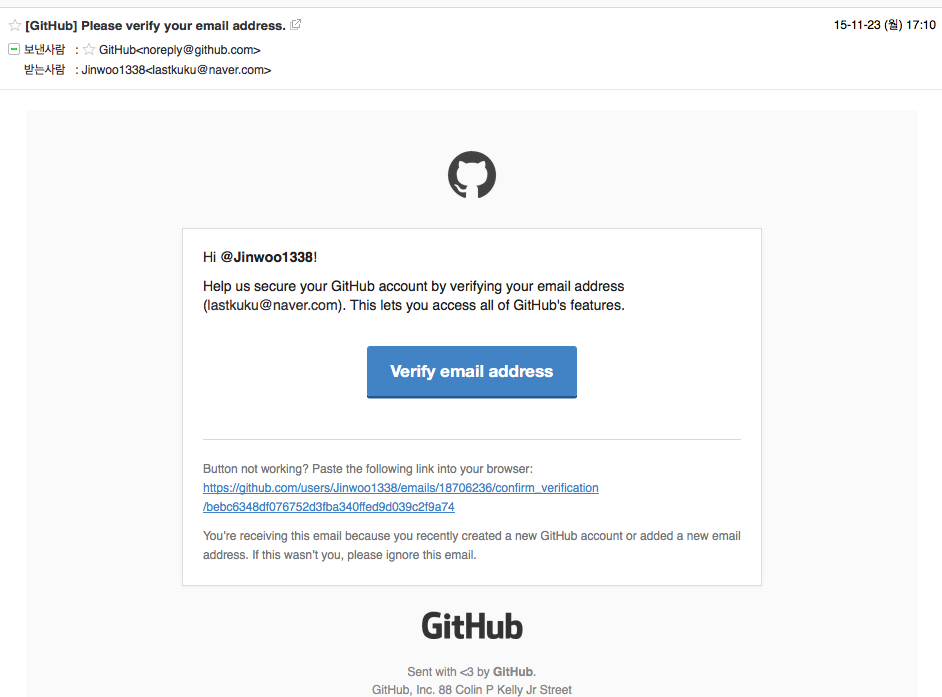 [GitHub] Please verify your email address.
15-11-23 (월) 17:10
보낸사람 : GitHub<noreply@github.com>
받는사람 : Jinwoo1338<lastkuku@naver.com>
Hi @Jinwoo1338!
Help us secure your GitHub account by verifying your email address
(lastkuku@naver.com). This lets you access all of GitHub's features.
Verify email address
Button not working? Paste the following link into your browser:
https://github.com/users/Jinwoo1338/emails/18706236/confirm_verification
/bebc6348df076752d3fba340ffed9d039c2f9a74
You're receiving this email because you recently created a new GitHub account or added a new email
address. If this wasn't you, please ignore this email.
GitHub
Sent with <3 by GitHub.
GitHub, Inc. 88 Colin P Kelly Jr Street